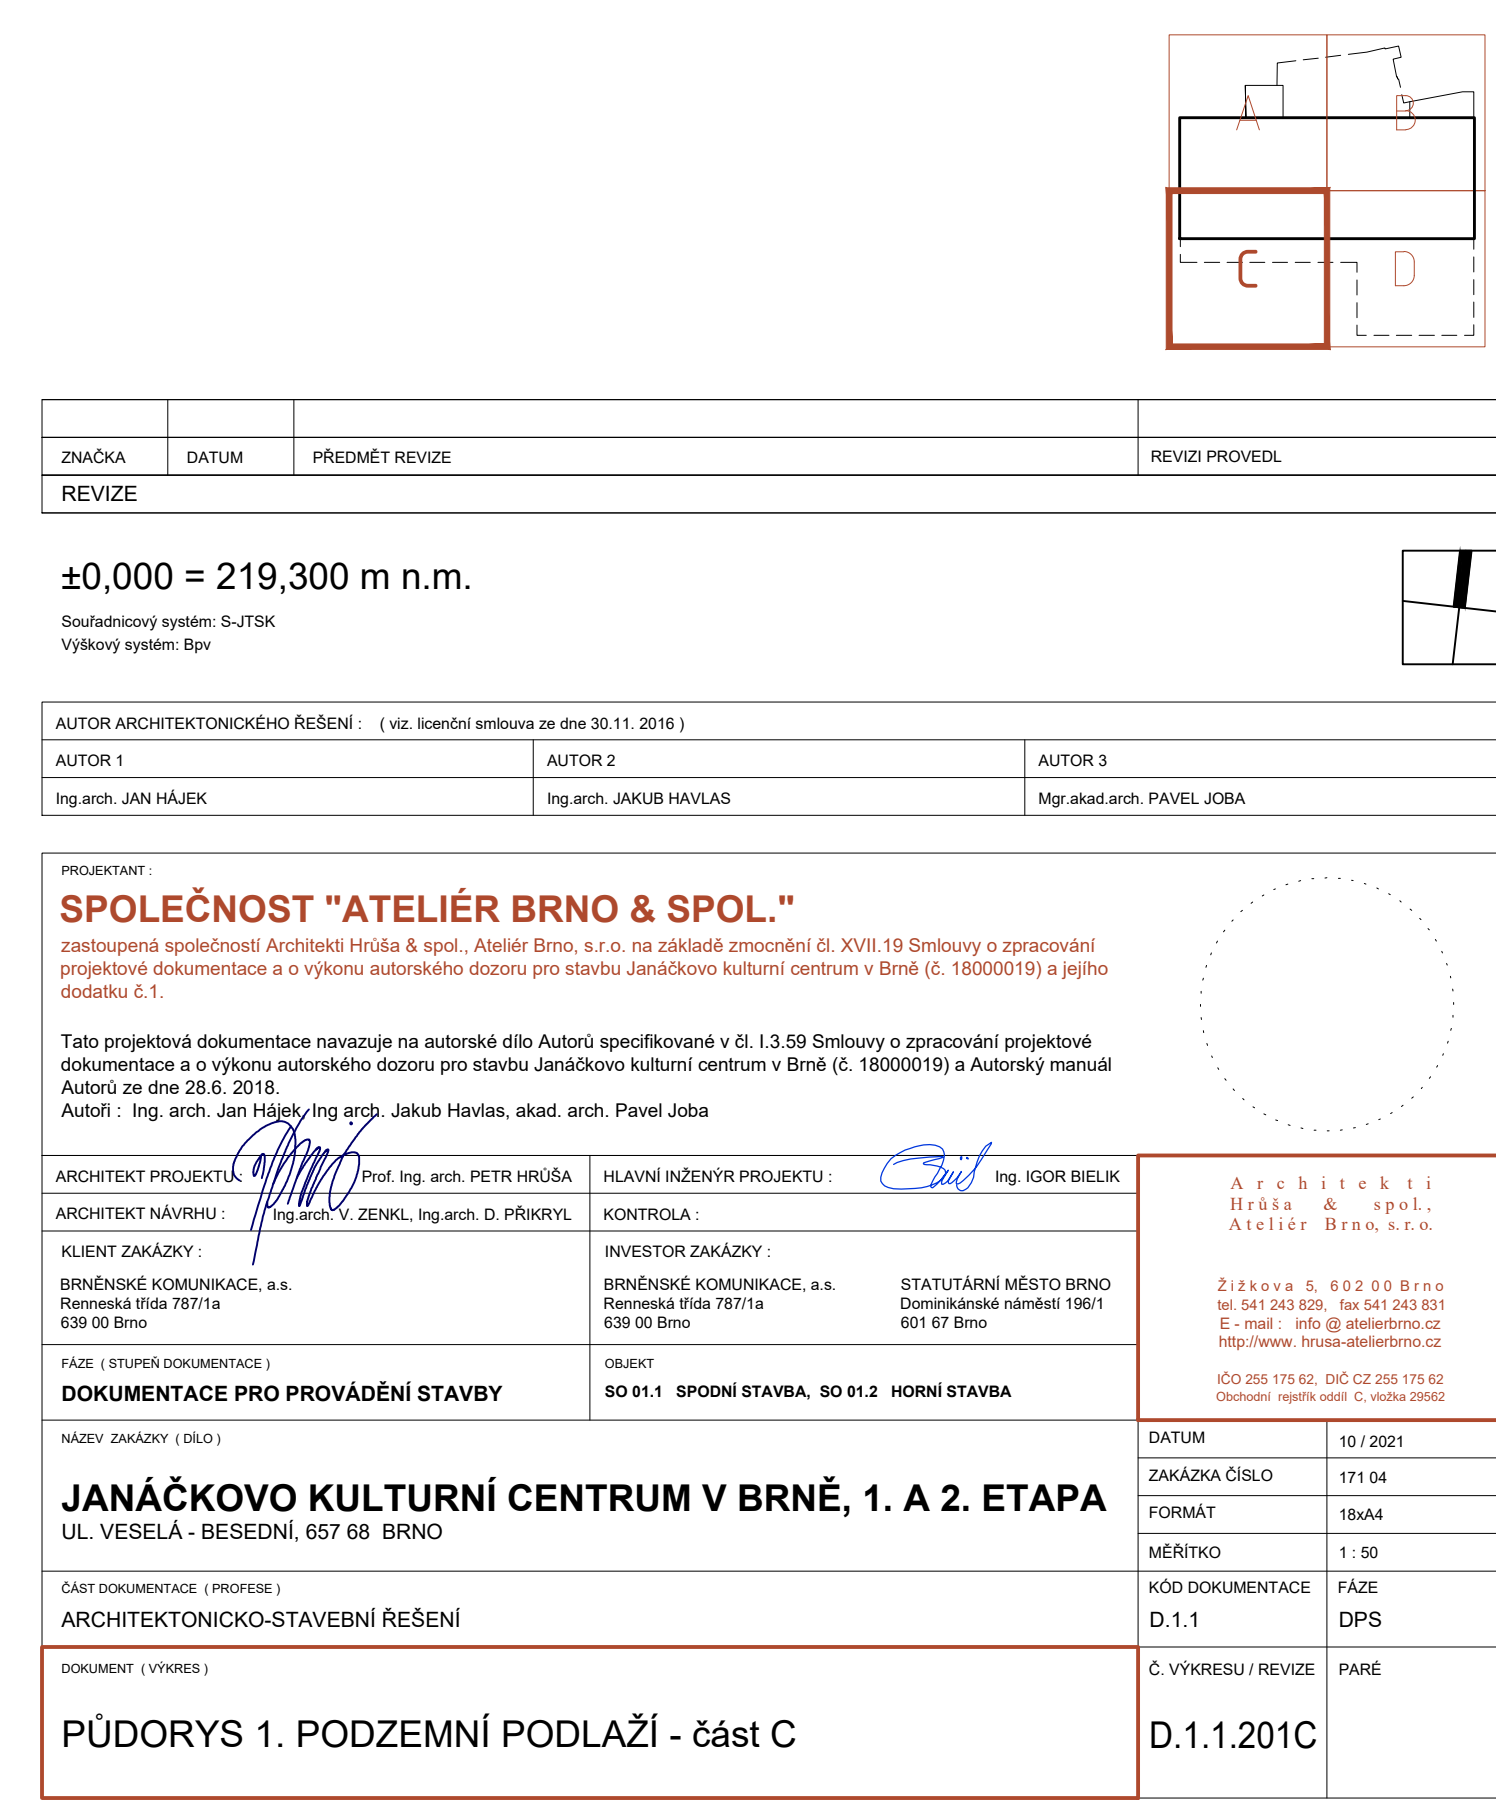 A
B
C
D
ZNAČKA DATUM PŘEDMĚT REVIZE REVIZI PROVEDL
REVIZE
±0,000 = 219,300 m n.m.
Souřadnicový systém: S-JTSK
Výškový systém: Bpv
AUTOR ARCHITEKTONICKÉHO ŘEŠENÍ : ( viz. licenční smlouva ze dne 30.11. 2016 )
AUTOR 1 AUTOR 2 AUTOR 3
Ing.arch. JAN HÁJEK Ing.arch. JAKUB HAVLAS Mgr.akad.arch. PAVEL JOBA
PROJEKTANT :
SPOLEČNOST "ATELIÉR BRNO & SPOL."
zastoupená společností Architekti Hrůša & spol., Ateliér Brno, s.r.o. na základě zmocnění čl. XVII.19 Smlouvy o zpracování
projektové dokumentace a o výkonu autorského dozoru pro stavbu Janáčkovo kulturní centrum v Brně (č. 18000019) a jejího
dodatku č.1.
Tato projektová dokumentace navazuje na autorské dílo Autorů specifikované v čl. I.3.59 Smlouvy o zpracování projektové
dokumentace a o výkonu autorského dozoru pro stavbu Janáčkovo kulturní centrum v Brně (č. 18000019) a Autorský manuál
Autorů ze dne 28.6. 2018.
Autoři : Ing. arch. Jan Hájek, Ing arch. Jakub Havlas, akad. arch. Pavel Joba
ARCHITEKT PROJEKTU : Prof. Ing. arch. PETR HRŮŠA
HLAVNÍ INŽENÝR PROJEKTU : Ing. IGOR BIELIK
ARCHITEKT NÁVRHU : Ing.arch. V. ZENKL, Ing.arch. D. PŘIKRYL
KONTROLA :
KLIENT ZAKÁZKY :
BRNĚNSKÉ KOMUNIKACE, a.s.
Renneská třída 787/1a
639 00 Brno
INVESTOR ZAKÁZKY :
BRNĚNSKÉ KOMUNIKACE, a.s.
Renneská třída 787/1a
639 00 Brno
STATUTÁRNÍ MĚSTO BRNO
Dominikánské náměstí 196/1
601 67 Brno
Architekti
Hrůša & spol.,
Ateliér Brno, s.r.o.
Žižkova 5, 602 00 Brno
tel. 541 243 829, fax 541 243 831
E - mail : info @ atelierbrno.cz
http://www. hrusa-atelierbrno.cz
IČO 255 175 62, DIČ CZ 255 175 62
Obchodní rejstřík oddíl C, vložka 29562
FÁZE ( STUPEŇ DOKUMENTACE )
DOKUMENTACE PRO PROVÁDĚNÍ STAVBY
OBJEKT
SO 01.1 SPODNÍ STAVBA, SO 01.2 HORNÍ STAVBA
NÁZEV ZAKÁZKY ( DÍLO )
JANÁČKOVO KULTURNÍ CENTRUM V BRNĚ, 1. A 2. ETAPA
UL. VESELÁ - BESEDNÍ, 657 68 BRNO
DATUM 10 / 2021
ZAKÁZKA ČÍSLO 171 04
FORMÁT 18xA4
MĚŘÍTKO 1 : 50
ČÁST DOKUMENTACE ( PROFESE )
ARCHITEKTONICKO-STAVEBNÍ ŘEŠENÍ
KÓD DOKUMENTACE FÁZE
D.1.1 DPS
DOKUMENT ( VÝKRES )
PŮDORYS 1. PODZEMNÍ PODLAŽÍ - část C
Č. VÝKRESU / REVIZE PARÉ
D.1.1.201C